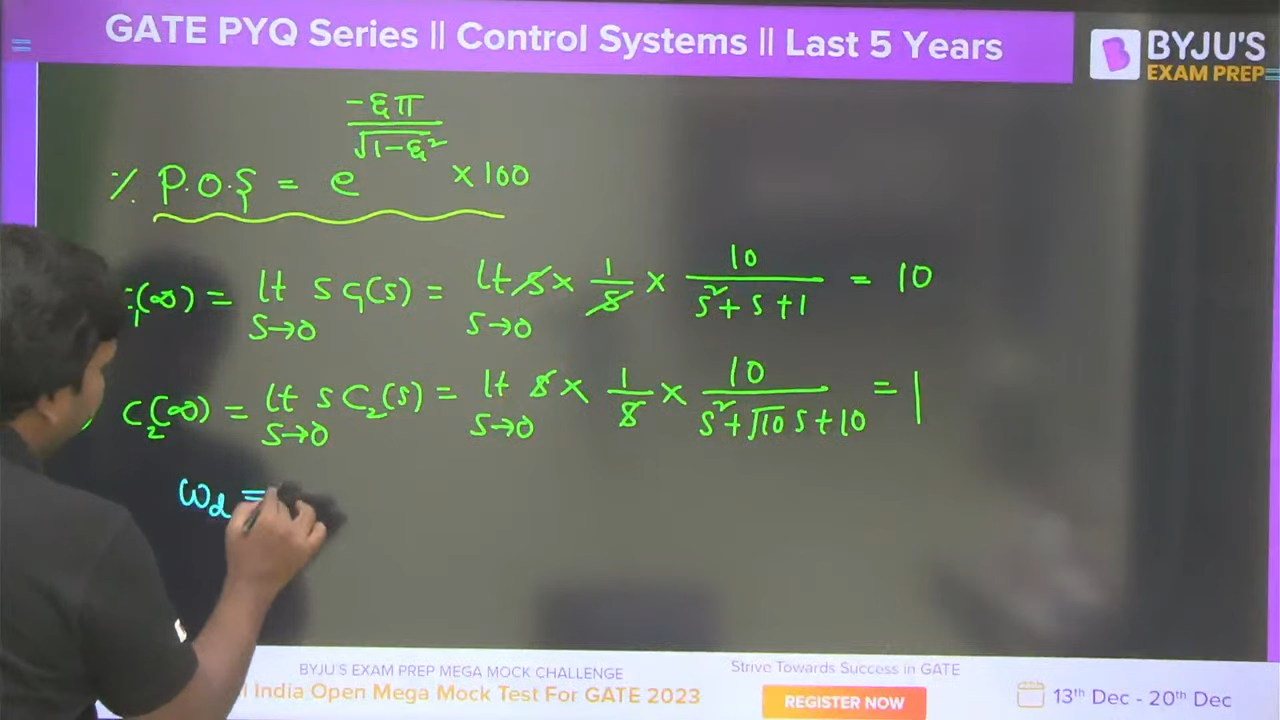 GATE PYQ Series || Control Systems || Last 5 Years
BYJU'S
EXAM PREP
-ξπ
√1-ξ²
% P.O.S = e × 100
(∞) = lt s C₁(s) = lt s × 1/s × 10/(s²+s+1) = 10
s→0 s→0
C₂(∞) = lt s C₂(s) = lt s × 1/s × 10/(s²+√10 s+10) = 1
s→0 s→0
ωd =
BYJU'S EXAM PREP MEGA MOCK CHALLENGE
India Open Mega Mock Test For GATE 2023
Strive Towards Success in GATE
REGISTER NOW
13th Dec - 20th Dec